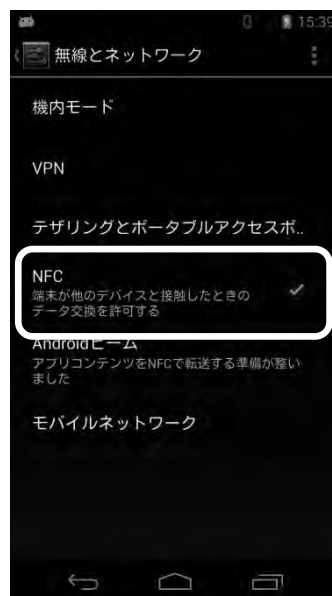 15:39
無線とネットワーク
機内モード
VPN
テザリングとポータブルアクセスポ..
NFC
端末が他のデバイスと接触したときの
データ交換を許可する
Androidビーム
アプリコンテンツをNFCで転送する準備が整い
ました
モバイルネットワーク